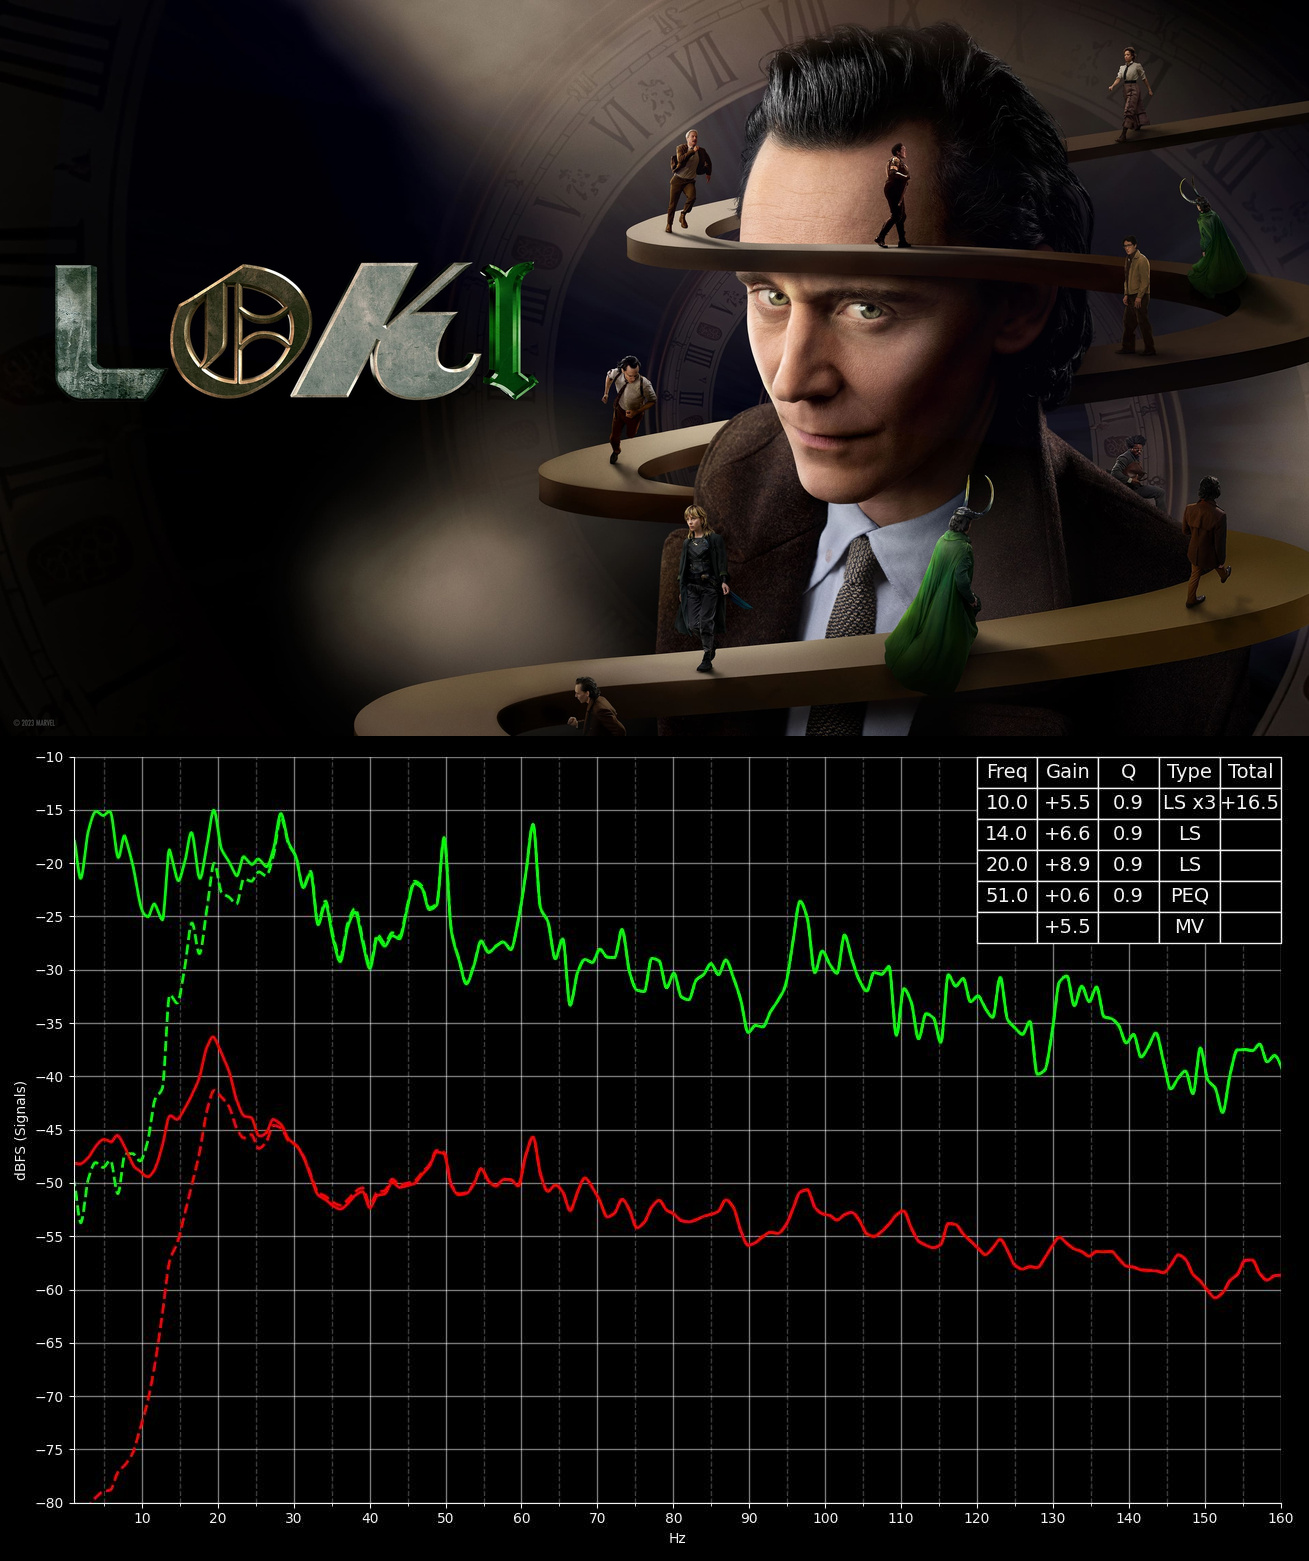 LOKI
© 2023 MARVEL
Freq Gain Q Type Total
10.0 +5.5 0.9 LS x3 +16.5
14.0 +6.6 0.9 LS
20.0 +8.9 0.9 LS
51.0 +0.6 0.9 PEQ
+5.5 MV
−10
−15
−20
−25
−30
−35
−40
−45
−50
−55
−60
−65
−70
−75
−80
dBFS (Signals)
10 20 30 40 50 60 70 80 90 100 110 120 130 140 150 160
Hz